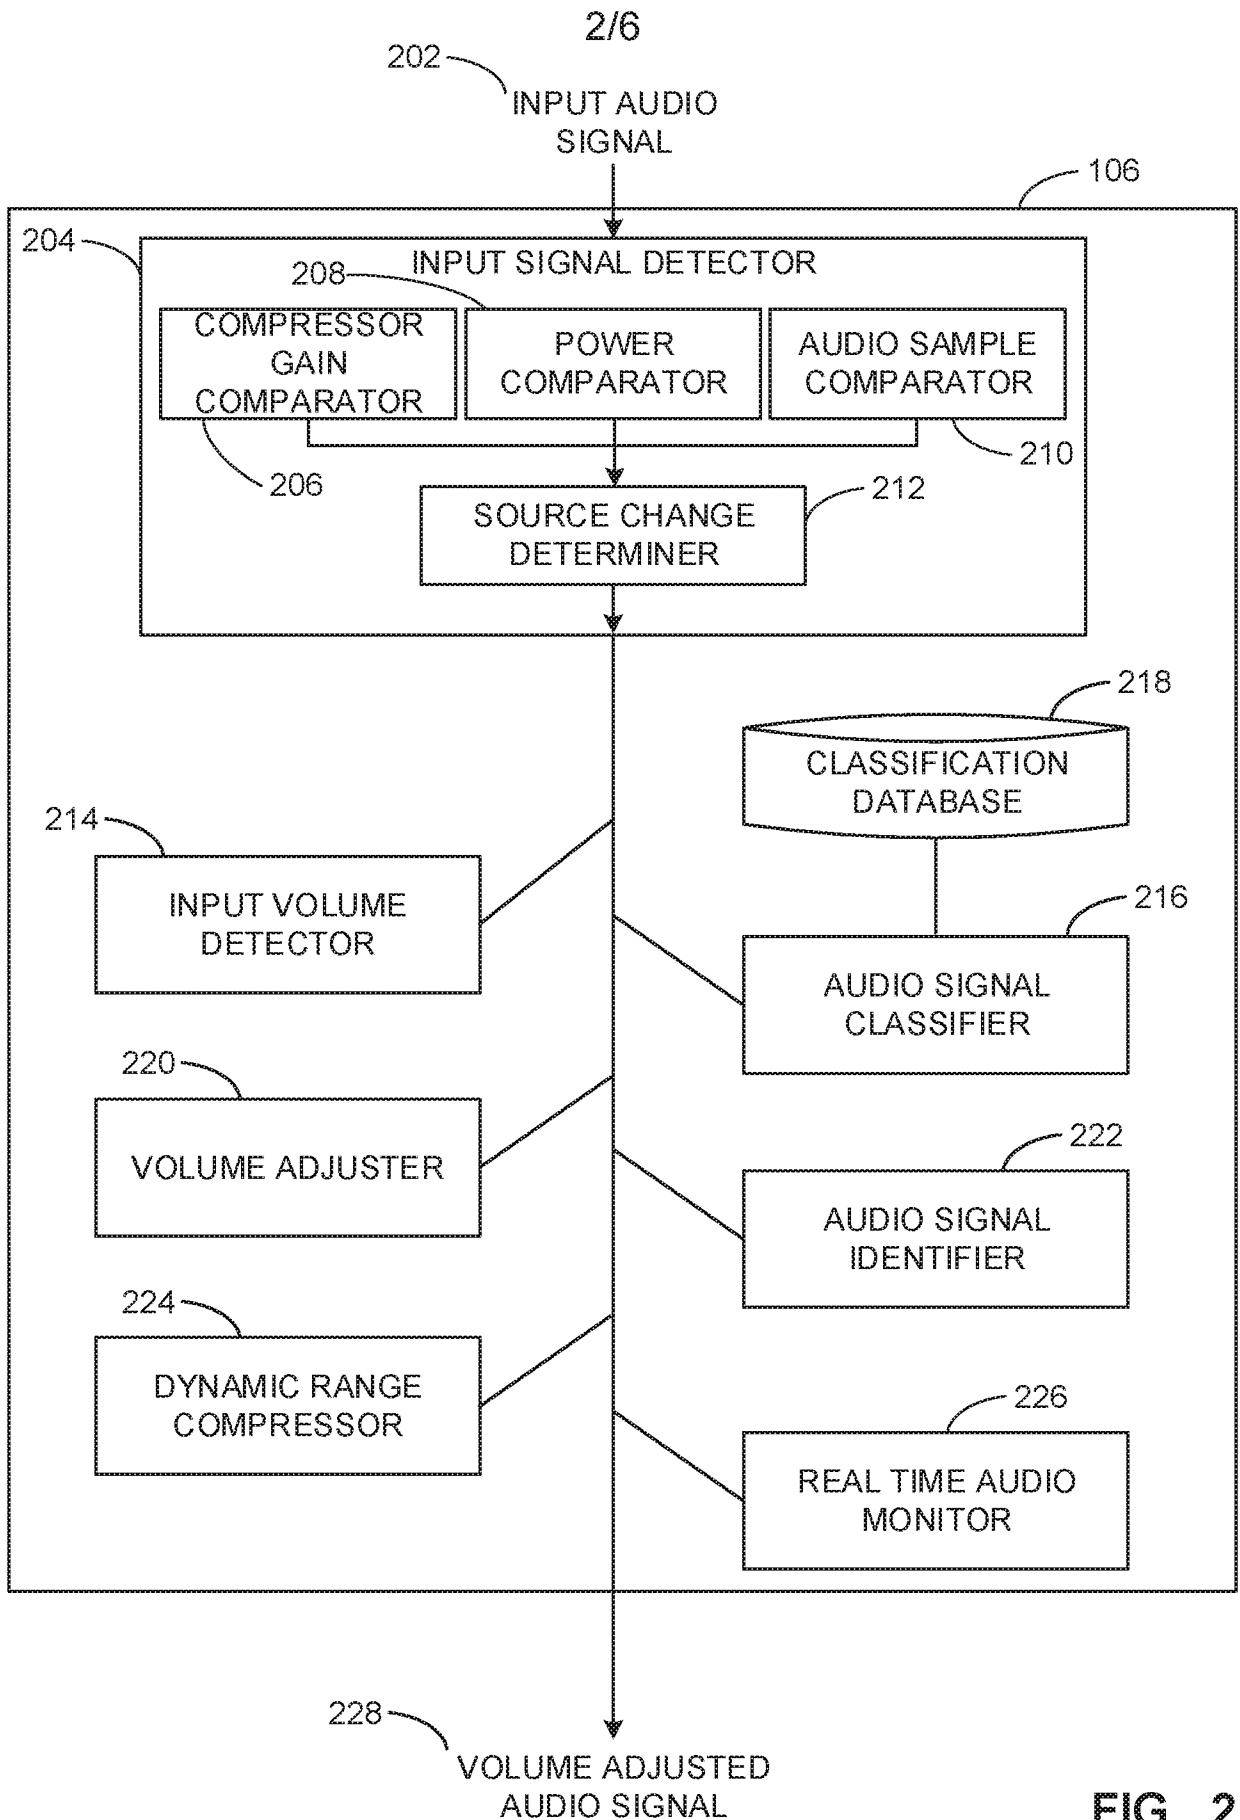 2/6
202
INPUT AUDIO
SIGNAL
106
204
INPUT SIGNAL DETECTOR
208
COMPRESSOR
GAIN
COMPARATOR
POWER
COMPARATOR
AUDIO SAMPLE
COMPARATOR
206
210
212
SOURCE CHANGE
DETERMINER
218
CLASSIFICATION
DATABASE
214
INPUT VOLUME
DETECTOR
216
AUDIO SIGNAL
CLASSIFIER
220
VOLUME ADJUSTER
222
AUDIO SIGNAL
IDENTIFIER
224
DYNAMIC RANGE
COMPRESSOR
226
REAL TIME AUDIO
MONITOR
228
VOLUME ADJUSTED
AUDIO SIGNAL
FIG. 2